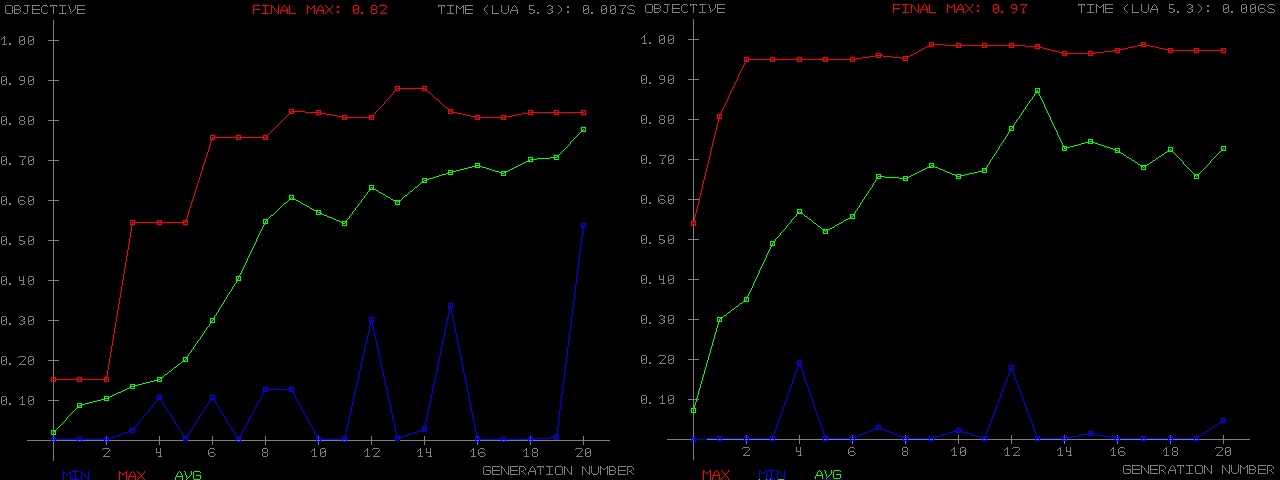 OBJECTIVE FINAL MAX: 0.82 TIME (LUA 5.3): 0.007S
1.00
0.90
0.80
0.70
0.60
0.50
0.40
0.30
0.20
0.10
2 4 6 8 10 12 14 16 18 20
GENERATION NUMBER
MIN MAX AVG
OBJECTIVE FINAL MAX: 0.97 TIME (LUA 5.3): 0.006S
1.00
0.90
0.80
0.70
0.60
0.50
0.40
0.30
0.20
0.10
2 4 6 8 10 12 14 16 18 20
GENERATION NUMBER
MAX MIN AVG